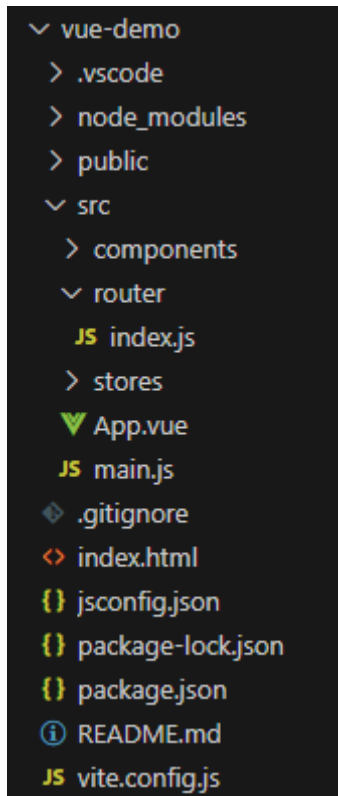 vue-demo
.vscode
node_modules
public
src
components
router
JS index.js
stores
App.vue
JS main.js
.gitignore
<> index.html
{} jsconfig.json
{} package-lock.json
{} package.json
README.md
JS vite.config.js